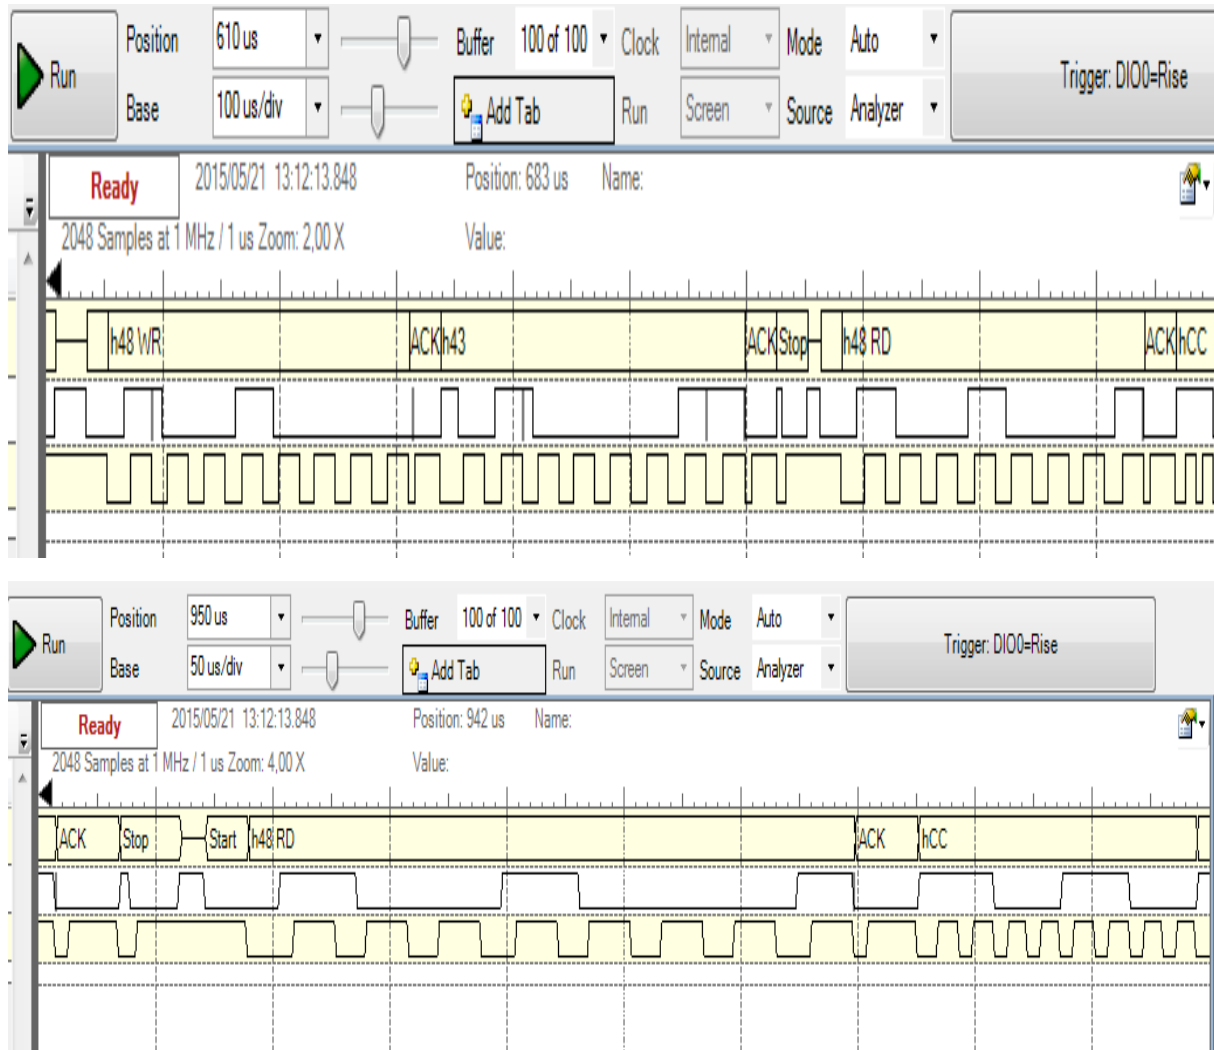 Position 610 us Buffer 100 of 100 Clock Internal Mode Auto
Run Trigger: DIO0=Rise
Base 100 us/div Add Tab Run Screen Source Analyzer
Ready 2015/05/21 13:12:13.848 Position: 683 us Name:
2048 Samples at 1 MHz / 1 us Zoom: 2,00 X Value:
h48 WR ACK h43 ACK Stop h48 RD ACK hCC
Position 950 us Buffer 100 of 100 Clock Internal Mode Auto
Run Trigger: DIO0=Rise
Base 50 us/div Add Tab Run Screen Source Analyzer
Ready 2015/05/21 13:12:13.848 Position: 942 us Name:
2048 Samples at 1 MHz / 1 us Zoom: 4,00 X Value:
ACK Stop Start h48 RD ACK hCC